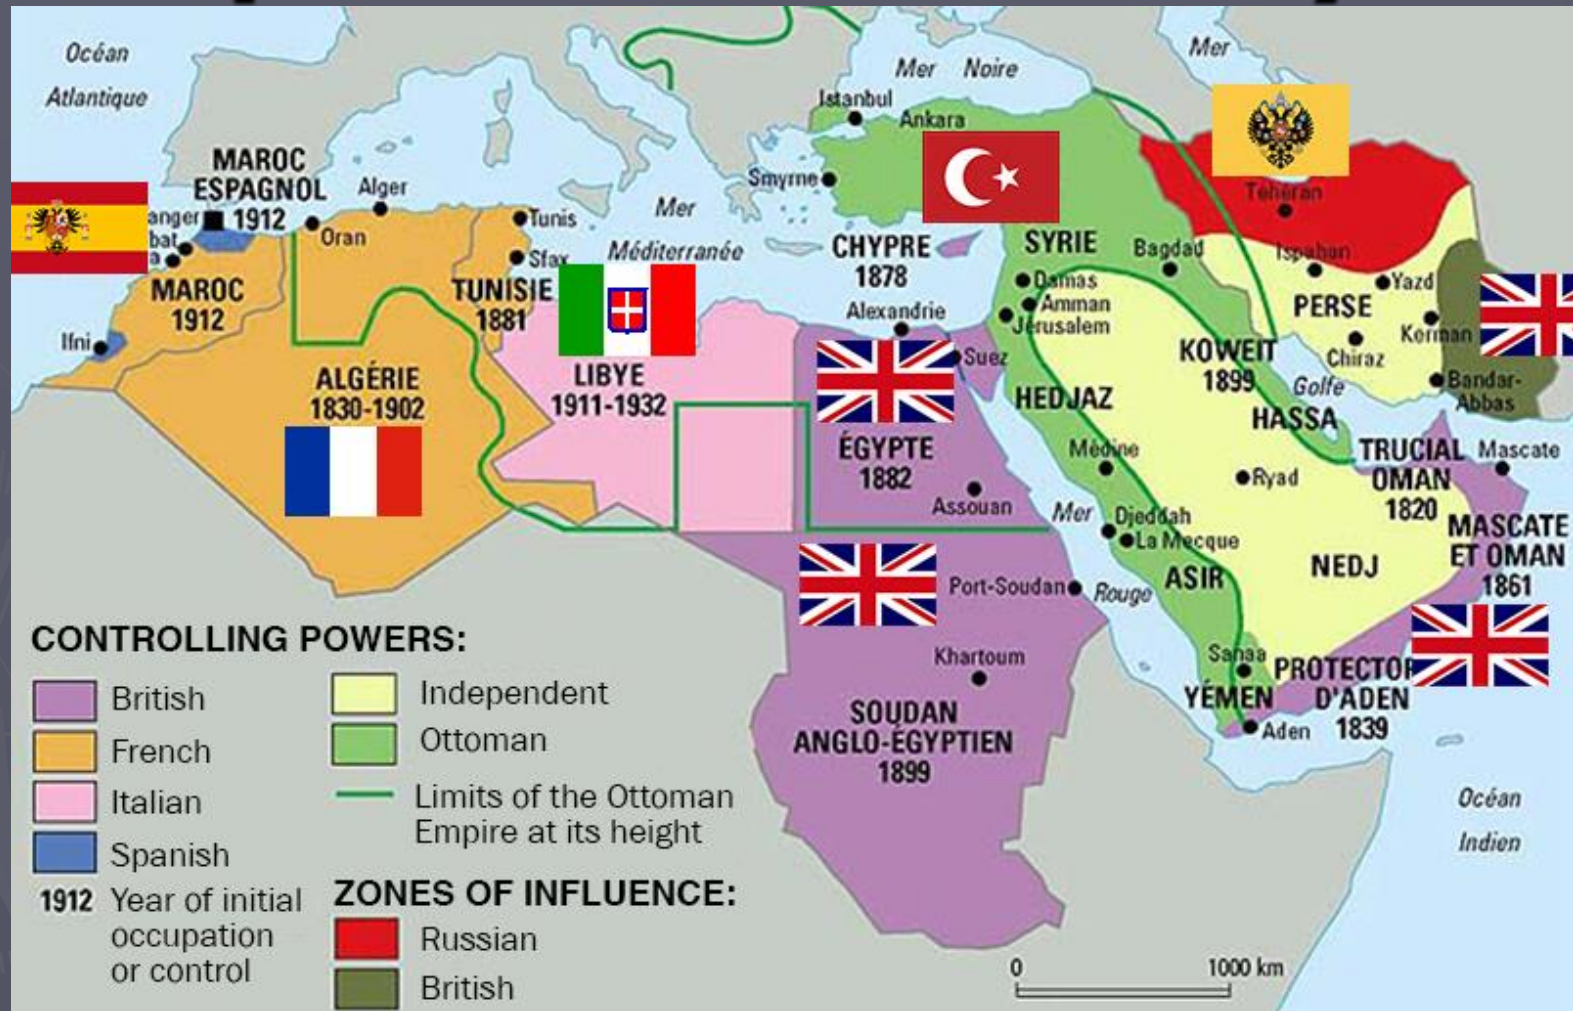 Océan
Atlantique
Mer
Mer Noire
Istanbul
Ankara
MAROC
ESPAGNOL
1912
Alger
Smyrne
Téhéran
anger
Oran
Tunis
Mer
Méditerranée
bat
a
Sfax
CHYPRE
1878
SYRIE
Bagdad
Ispahan
Yazd
MAROC
1912
TUNISIE
1881
Damas
Amman
Jérusalem
Alexandrie
PERSE
Kerman
Chiraz
Ifni
Suez
KOWEIT
1899
Golfe
Bandar-
Abbas
ALGÉRIE
1830-1902
LIBYE
1911-1932
HEDJAZ
HASSA
ÉGYPTE
1882
Médine
Ryad
TRUCIAL
OMAN
1820
Mascate
Assouan
Mer
Djeddah
La Mecque
MASCATE
ET OMAN
1861
ASIR
NEDJ
Port-Soudan
Rouge
Khartoum
Sanaa
YÉMEN
PROTECTOR
D'ADEN
1839
Aden
SOUDAN
ANGLO-ÉGYPTIEN
1899
Océan
Indien
CONTROLLING POWERS:
British
French
Italian
Spanish
1912 Year of initial
occupation
or control
Independent
Ottoman
Limits of the Ottoman
Empire at its height
ZONES OF INFLUENCE:
Russian
British
0 1000 km